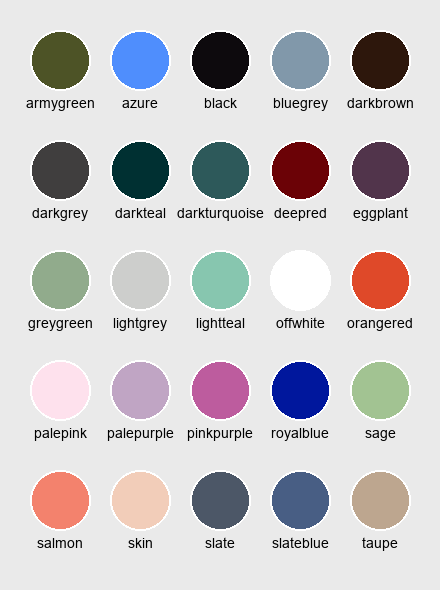 armygreen azure black bluegrey darkbrown
darkgrey darkteal darkturquoise deepred eggplant
greygreen lightgrey lightteal offwhite orangered
palepink palepurple pinkpurple royalblue sage
salmon skin slate slateblue taupe